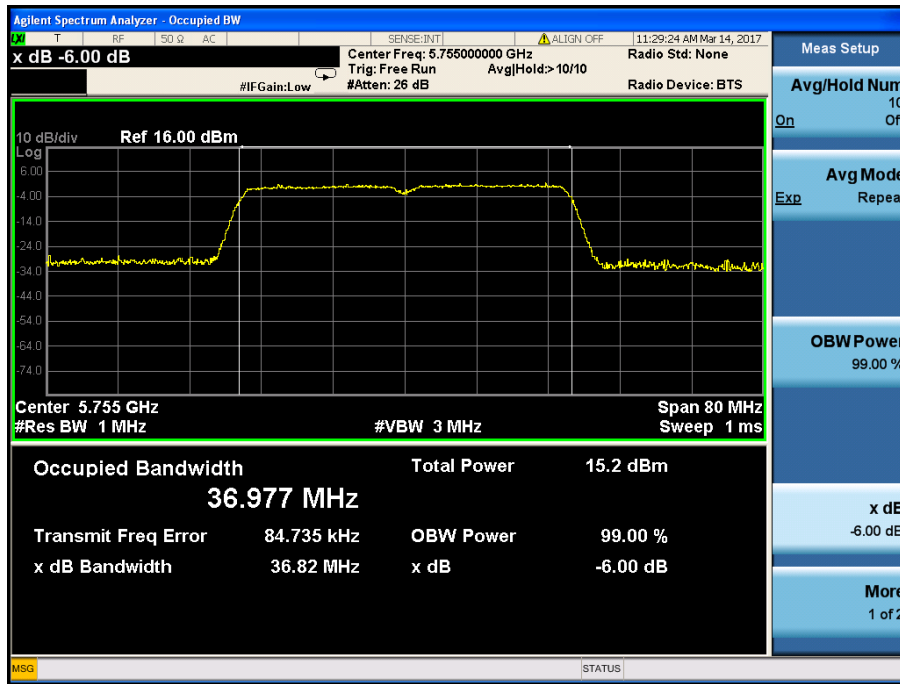 Agilent Spectrum Analyzer - Occupied BW
LXI T RF 50 Ω AC SENSE:INT ALIGN OFF 11:29:24 AM Mar 14, 2017
x dB -6.00 dB
Center Freq: 5.755000000 GHz
Radio Std: None
Trig: Free Run Avg|Hold:>10/10
#IFGain:Low
#Atten: 26 dB
Radio Device: BTS
10 dB/div Ref 16.00 dBm
Log
6.00
-4.00
-14.0
-24.0
-34.0
-44.0
-54.0
-64.0
-74.0
Center 5.755 GHz
Span 80 MHz
#Res BW 1 MHz
#VBW 3 MHz
Sweep 1 ms
Occupied Bandwidth
36.977 MHz
Total Power 15.2 dBm
Transmit Freq Error 84.735 kHz
OBW Power 99.00 %
x dB Bandwidth 36.82 MHz
x dB -6.00 dB
Meas Setup
Avg/Hold Num
10
On Of
Avg Mode
Exp Repea
OBW Power
99.00 %
x dB
-6.00 dB
More
1 of 2
MSG
STATUS